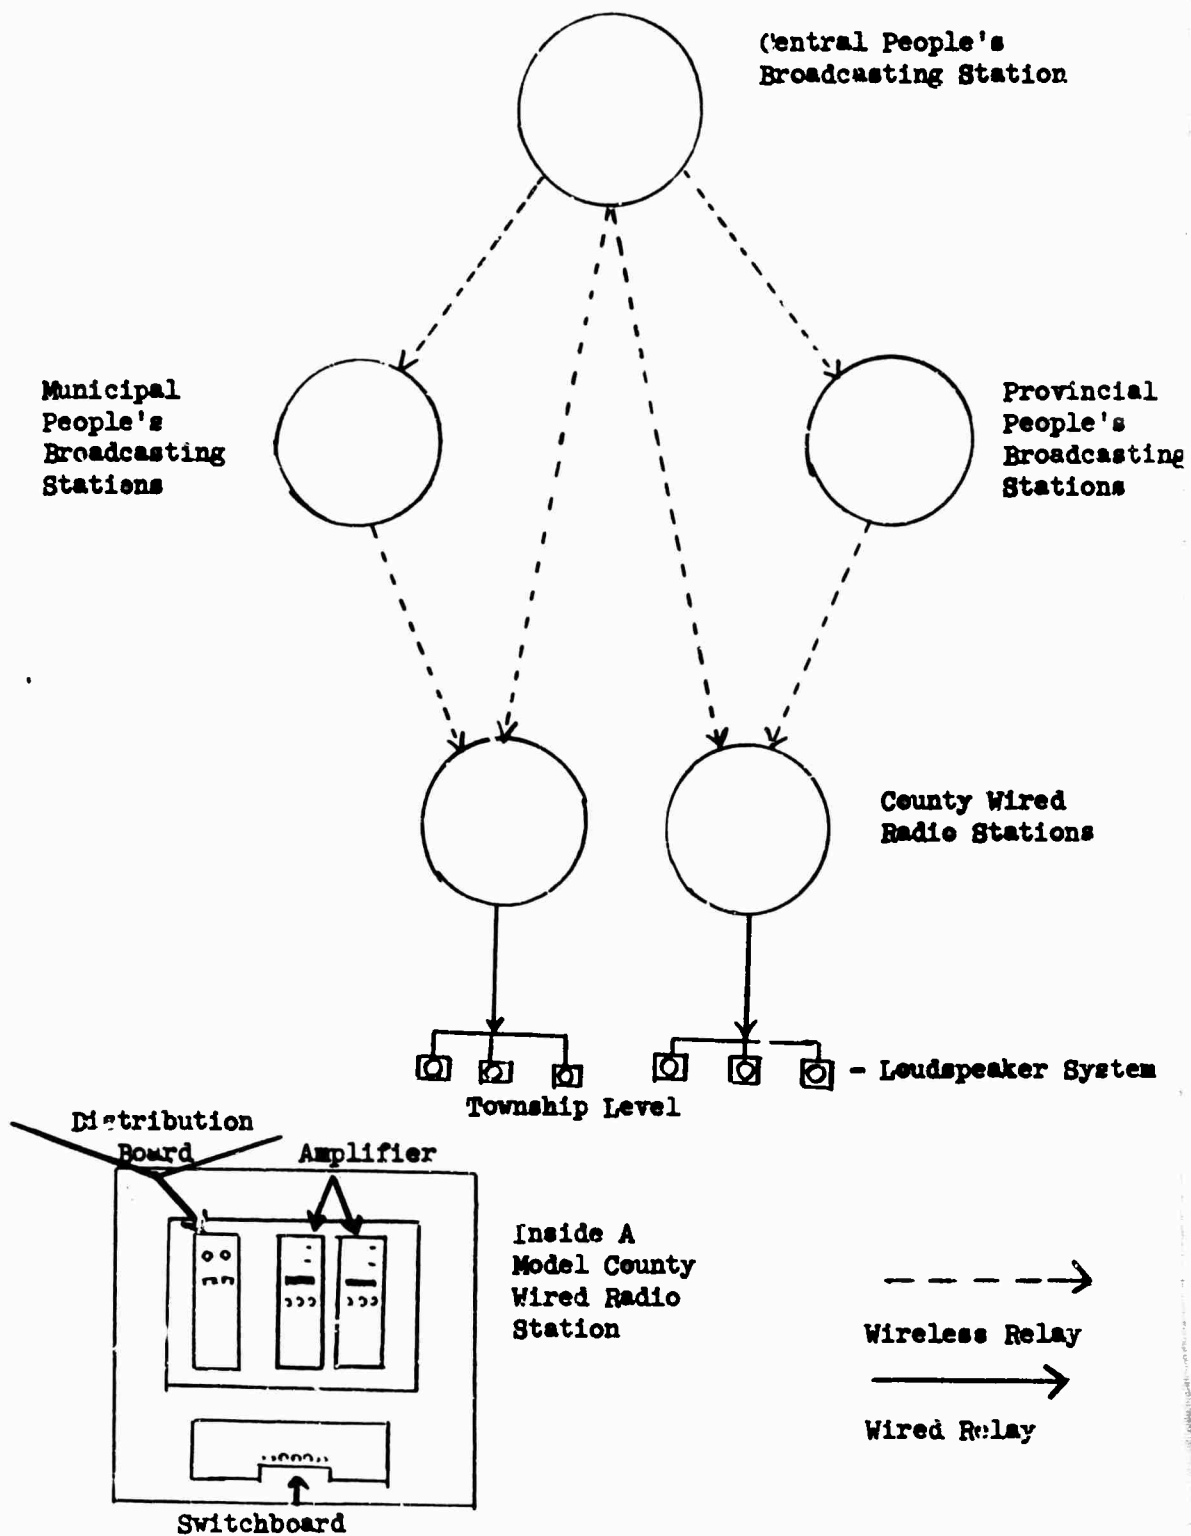 Central People's
Broadcasting Station
Municipal
People's
Broadcasting
Stations
Provincial
People's
Broadcasting
Stations
County Wired
Radio Stations
- Loudspeaker System
Township Level
Distribution
Board
Amplifier
Inside A
Model County
Wired Radio
Station
Switchboard
Wireless Relay
Wired Relay